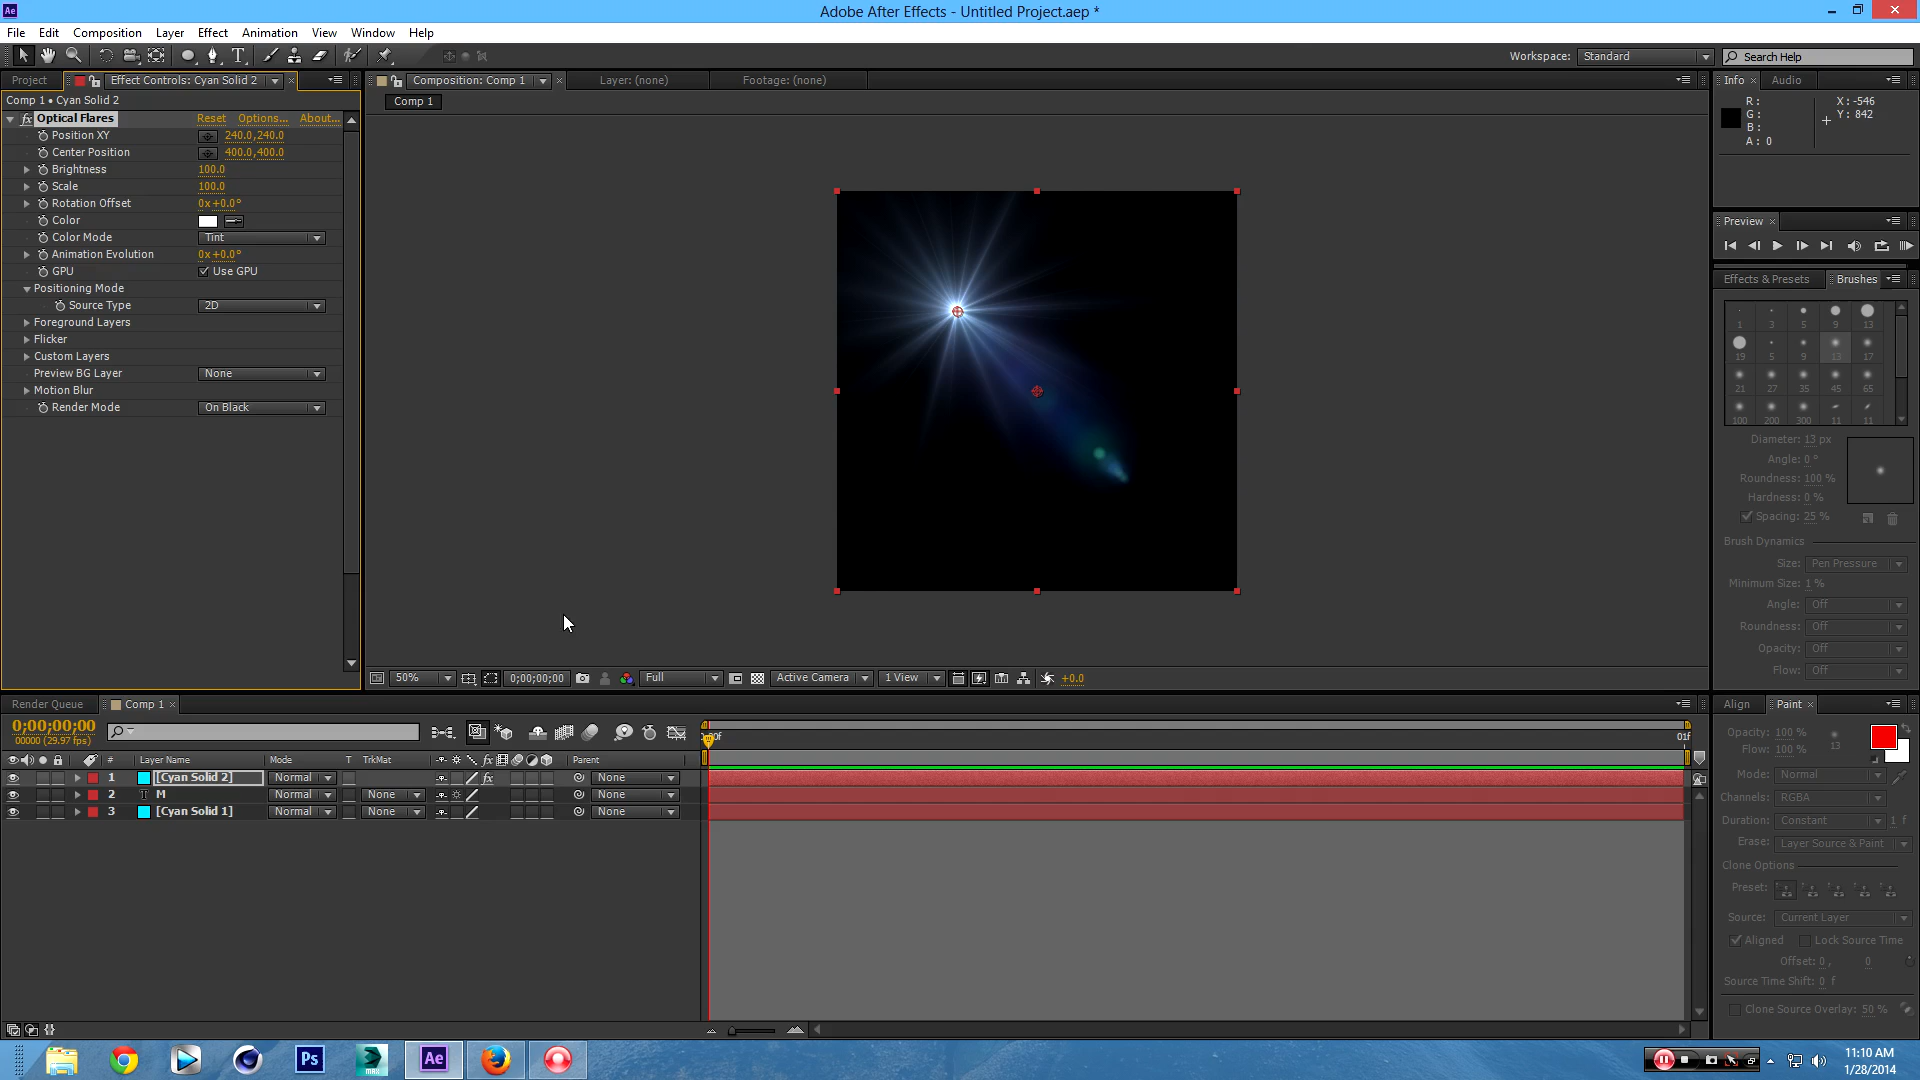 Ae
Adobe After Effects - Untitled Project.aep *
File Edit Composition Layer Effect Animation View Window Help
T
Workspace: Standard
Search Help
Project Effect Controls: Cyan Solid 2
Comp 1 • Cyan Solid 2
fx Optical Flares Reset Options... About...
Position XY 240.0,240.0
Center Position 400.0,400.0
Brightness 100.0
Scale 100.0
Rotation Offset 0x+0.0°
Color
Color Mode Tint
Animation Evolution 0x+0.0°
GPU Use GPU
Positioning Mode
Source Type 2D
Foreground Layers
Flicker
Custom Layers
Preview BG Layer None
Motion Blur
Render Mode On Black
Composition: Comp 1 Layer: (none) Footage: (none)
Comp 1
50% 0;00;00;00 Full Active Camera 1 View +0.0
Info Audio
R:
G:
B:
A: 0
X: -546
Y: 842
Preview
Effects & Presets Brushes
1 3 5 9 13
19 5 9 13 17
21 27 35 45 65
100 200 300 11 11
Diameter: 13 px
Angle: 0°
Roundness: 100 %
Hardness: 0 %
Spacing: 25 %
Brush Dynamics
Size: Pen Pressure
Minimum Size: 1 %
Angle: Off
Roundness: Off
Opacity: Off
Flow: Off
Align Paint
Opacity: 100 %
Flow: 100 %
13
Mode: Normal
Channels: RGBA
Duration: Constant 1 f
Erase: Layer Source & Paint
Clone Options
Preset:
Source: Current Layer
Aligned Lock Source Time
Offset: 0, 0
Source Time Shift: 0 f
Clone Source Overlay: 50 %
Render Queue Comp 1
0;00;00;00
00000 (29.97 fps)
01f
# Layer Name Mode T TrkMat fx Parent
1 [Cyan Solid 2] Normal fx None
2 T M Normal None None
3 [Cyan Solid 1] Normal None None
Ps
MAX
Ae
11:10 AM
1/28/2014